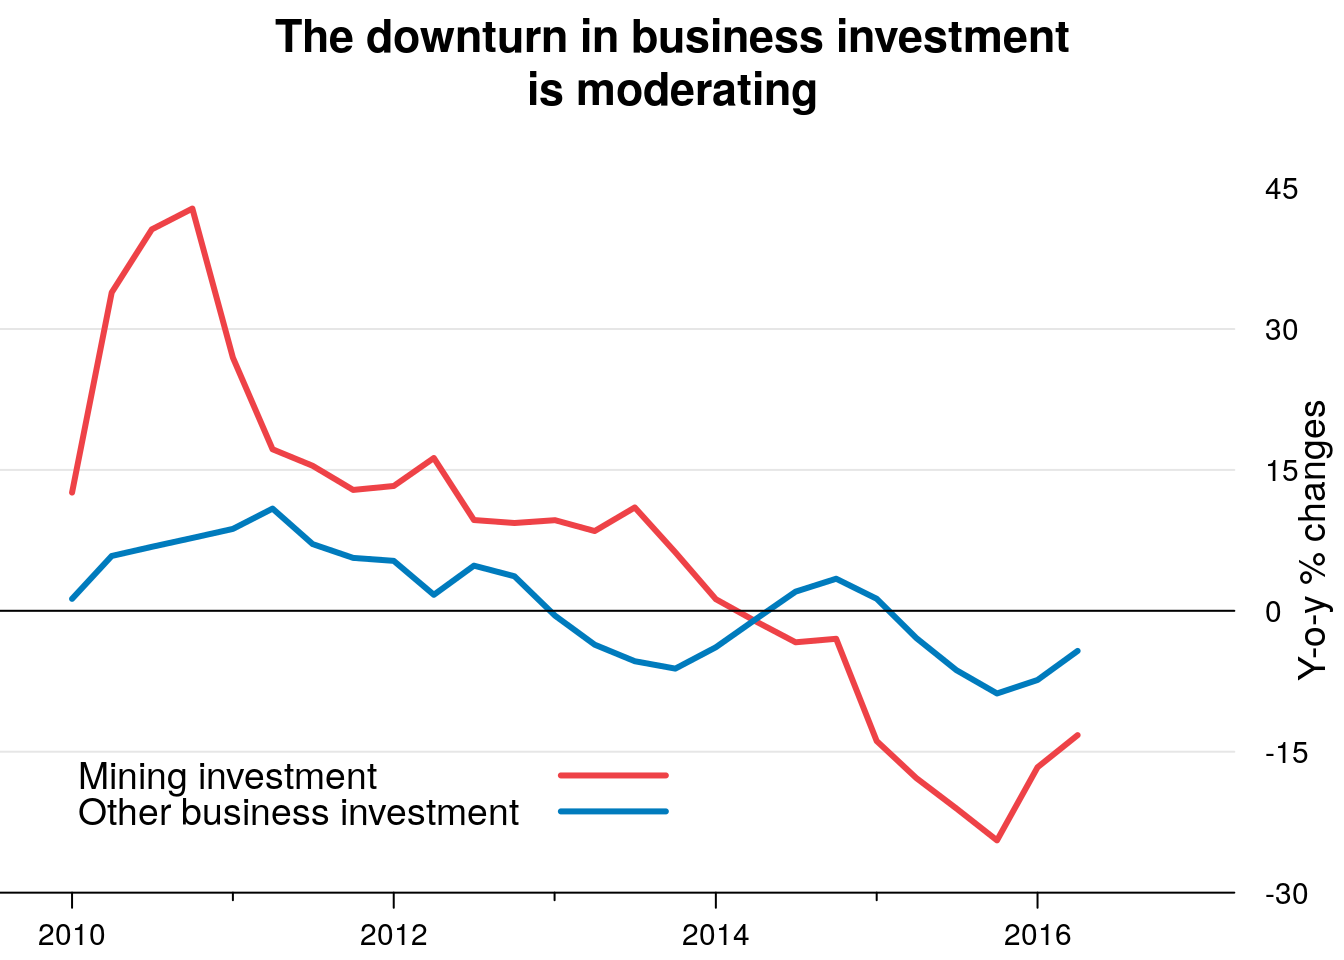 The downturn in business investment
is moderating
45
30
15
0
-15
-30
Y-o-y % changes
Mining investment
Other business investment
2010
2012
2014
2016